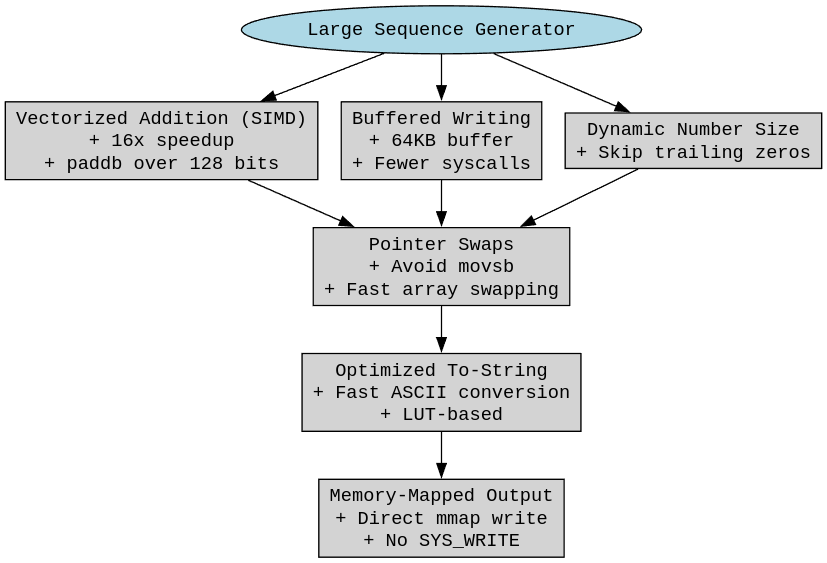 Large Sequence Generator
Vectorized Addition (SIMD)
+ 16x speedup
+ paddb over 128 bits
Buffered Writing
+ 64KB buffer
+ Fewer syscalls
Dynamic Number Size
+ Skip trailing zeros
Pointer Swaps
+ Avoid movsb
+ Fast array swapping
Optimized To-String
+ Fast ASCII conversion
+ LUT-based
Memory-Mapped Output
+ Direct mmap write
+ No SYS_WRITE